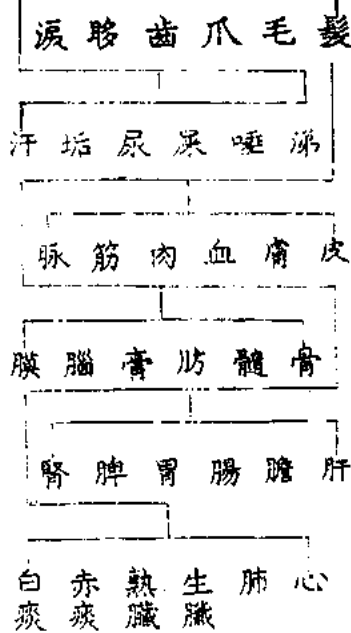 髮 毛 爪 齒 眵 淚
涕 唾 屎 尿 垢 汗
皮 膚 血 肉 筋 脉
骨 髓 肪 膏 腦 膜
肝 膽 腸 胃 脾 腎
心 肺 生臟 熟臟 赤痰 白痰